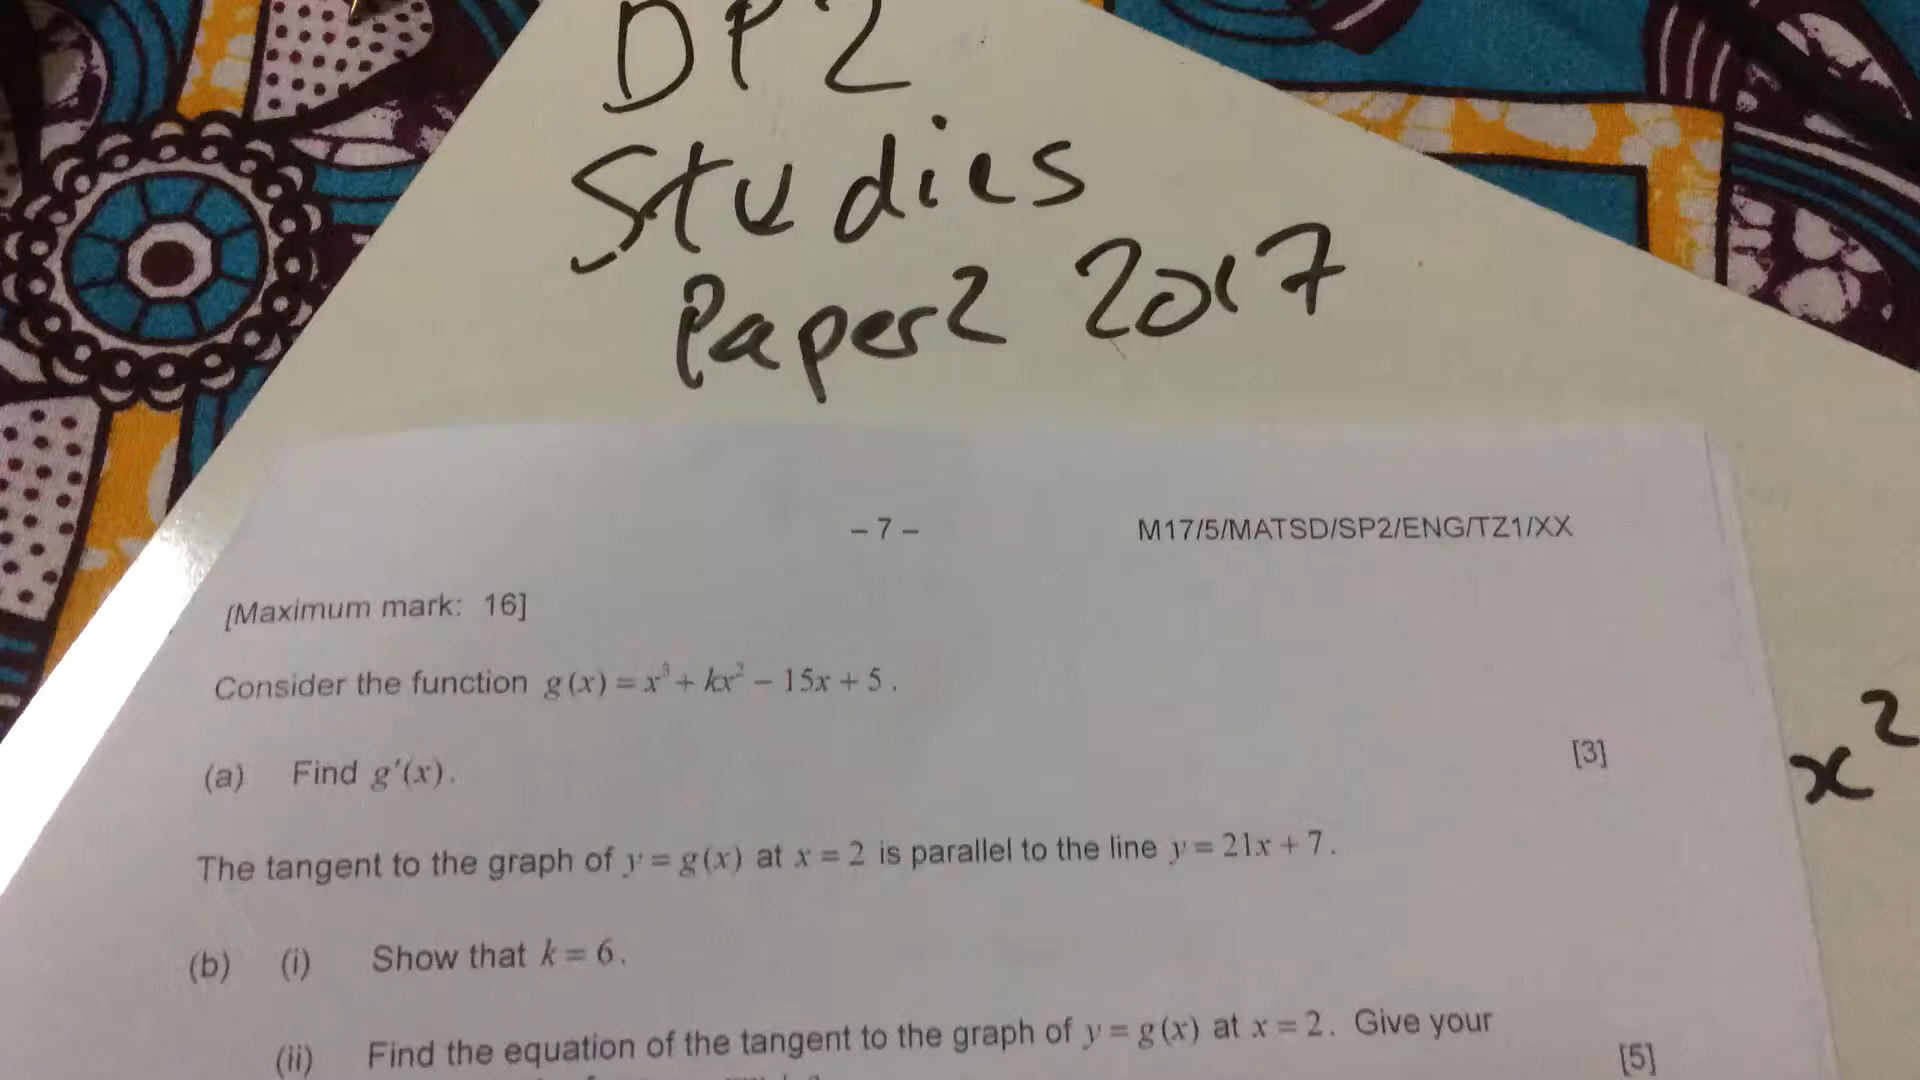 DP2
Studies
Paper2 2017
– 7 –
M17/5/MATSD/SP2/ENG/TZ1/XX
[Maximum mark: 16]
Consider the function g(x) = x³ + kx² – 15x + 5.
(a) Find g′(x). [3]
x²
The tangent to the graph of y = g(x) at x = 2 is parallel to the line y = 21x + 7.
(b) (i) Show that k = 6.
(ii) Find the equation of the tangent to the graph of y = g(x) at x = 2. Give your
[5]